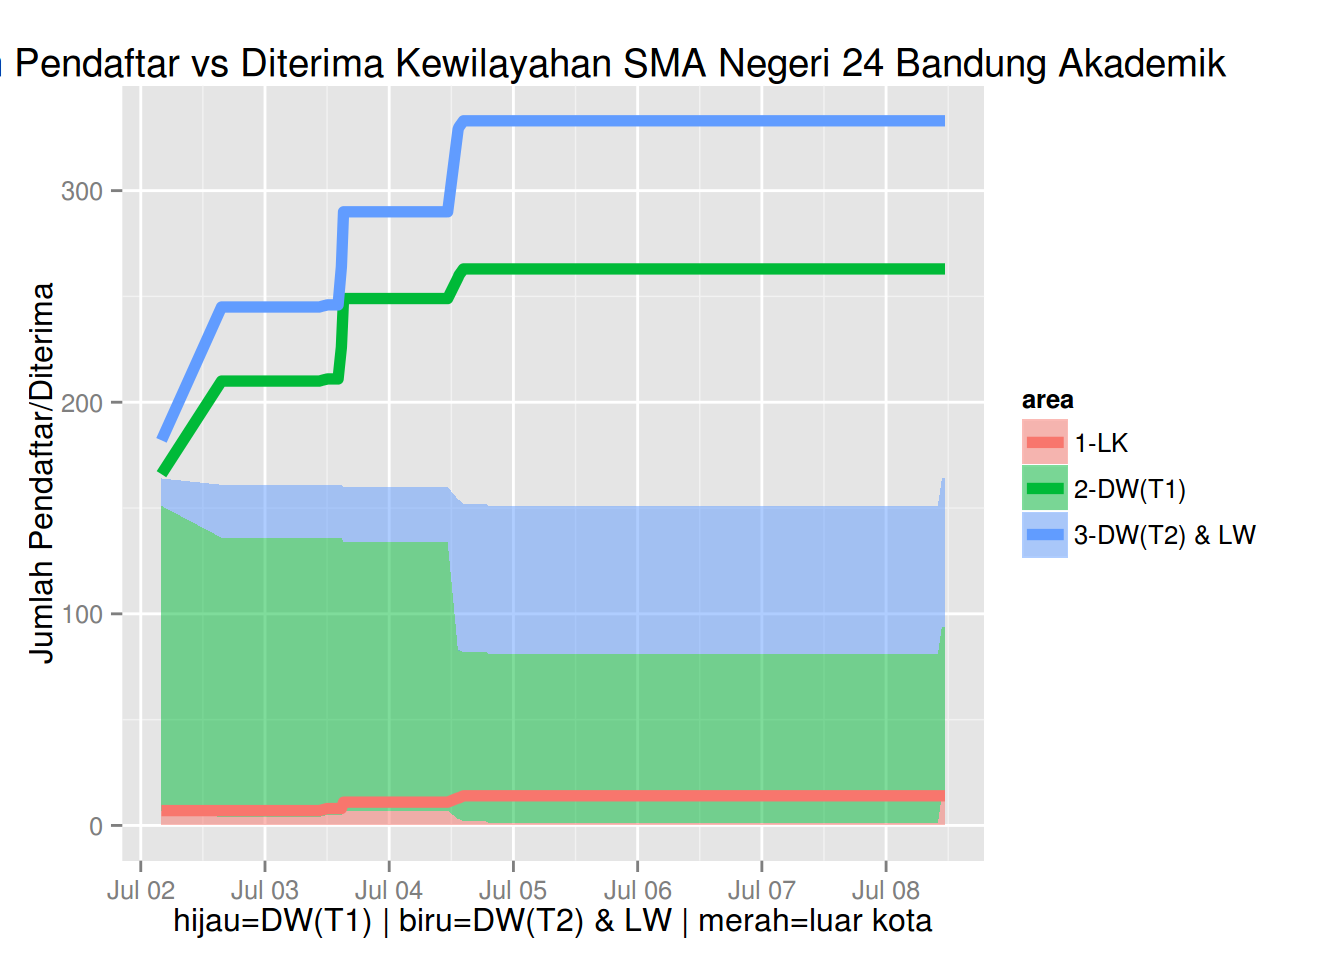 Pendaftar vs Diterima Kewilayahan SMA Negeri 24 Bandung Akademik
Jumlah Pendaftar/Diterima
300
200
100
0
Jul 02
Jul 03
Jul 04
Jul 05
Jul 06
Jul 07
Jul 08
hijau=DW(T1) | biru=DW(T2) & LW | merah=luar kota
area
1-LK
2-DW(T1)
3-DW(T2) & LW